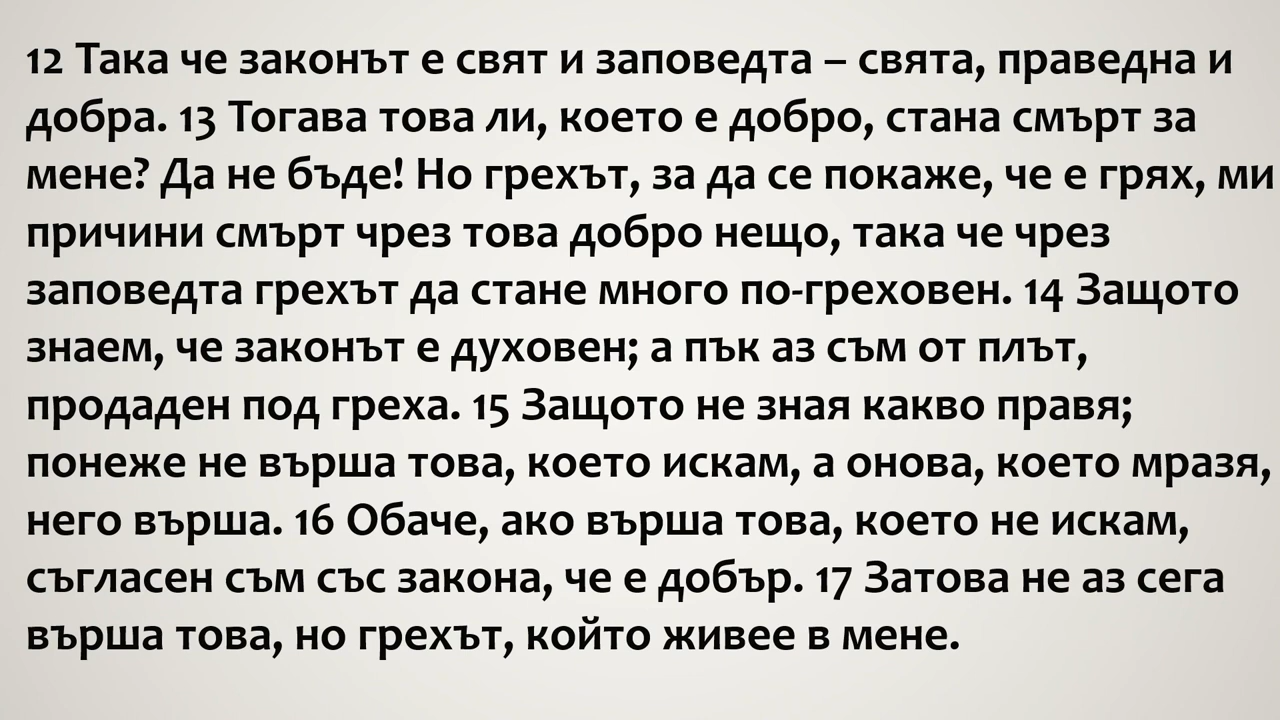 12 Така че законът е свят и заповедта – свята, праведна и
добра. 13 Тогава това ли, което е добро, стана смърт за
мене? Да не бъде! Но грехът, за да се покаже, че е грях, ми
причини смърт чрез това добро нещо, така че чрез
заповедта грехът да стане много по-греховен. 14 Защото
знаем, че законът е духовен; а пък аз съм от плът,
продаден под греха. 15 Защото не зная какво правя;
понеже не върша това, което искам, а онова, което мразя,
него върша. 16 Обаче, ако върша това, което не искам,
съгласен съм със закона, че е добър. 17 Затова не аз сега
върша това, но грехът, който живее в мене.